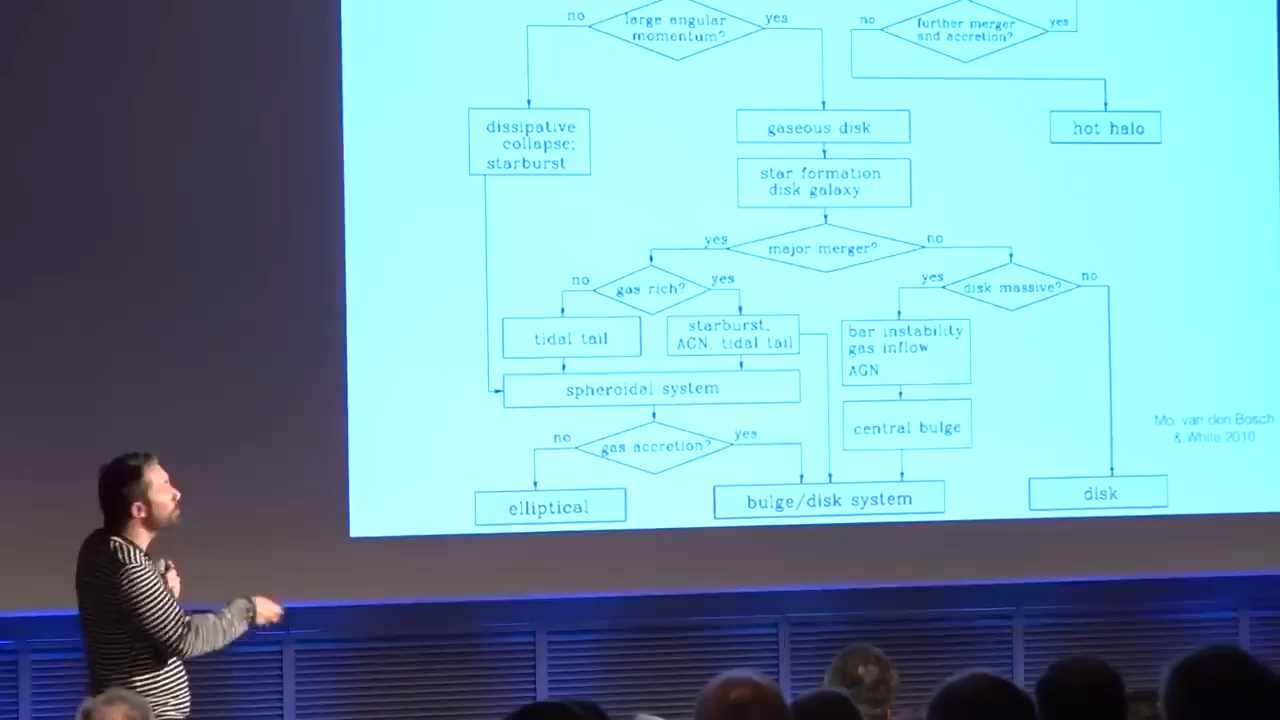 no
large angular
momentum?
yes
no
further merger
and accretion?
yes
dissipative
collapse;
starburst
gaseous disk
hot halo
star formation
disk galaxy
yes
major merger?
no
no
gas rich?
yes
yes
disk massive?
no
tidal tail
starburst,
AGN, tidal tail
bar instability
gas inflow
AGN
spheroidal system
central bulge
Mo, van den Bosch
& White 2010
no
gas accretion?
yes
elliptical
bulge/disk system
disk